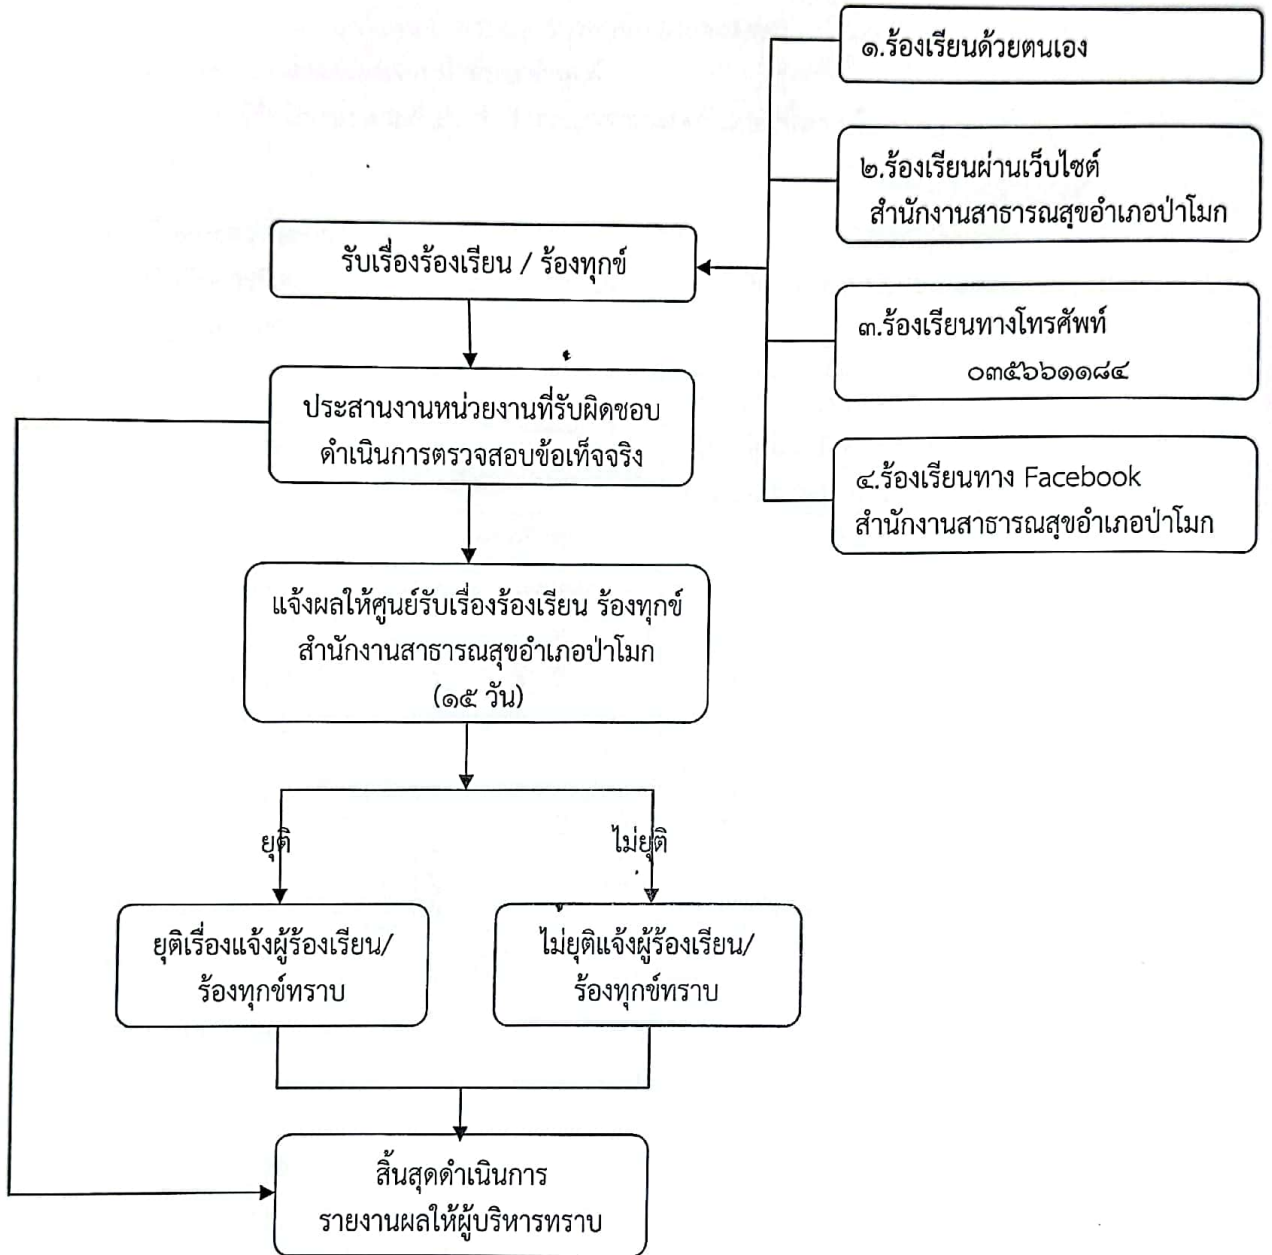 ๑.ร้องเรียนด้วยตนเอง
๒.ร้องเรียนผ่านเว็บไซต์
สำนักงานสาธารณสุขอำเภอป่าโมก
รับเรื่องร้องเรียน / ร้องทุกข์
๓.ร้องเรียนทางโทรศัพท์
๐๓๕๖๖๑๑๘๔
ประสานงานหน่วยงานที่รับผิดชอบ
ดำเนินการตรวจสอบข้อเท็จจริง
๔.ร้องเรียนทาง Facebook
สำนักงานสาธารณสุขอำเภอป่าโมก
แจ้งผลให้ศูนย์รับเรื่องร้องเรียน ร้องทุกข์
สำนักงานสาธารณสุขอำเภอป่าโมก
(๑๕ วัน)
ยุติ
ไม่ยุติ
ยุติเรื่องแจ้งผู้ร้องเรียน/
ร้องทุกข์ทราบ
ไม่ยุติแจ้งผู้ร้องเรียน/
ร้องทุกข์ทราบ
สิ้นสุดดำเนินการ
รายงานผลให้ผู้บริหารทราบ